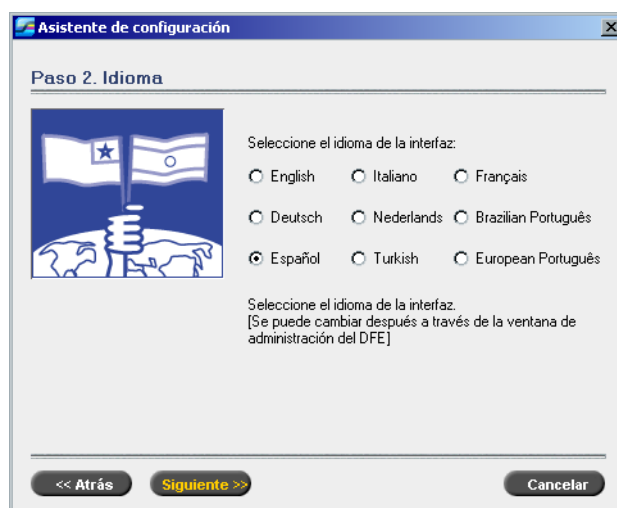 Asistente de configuración
Paso 2. Idioma
Seleccione el idioma de la interfaz:
English Italiano Français
Deutsch Nederlands Brazilian Português
Español Turkish European Português
Seleccione el idioma de la interfaz.
[Se puede cambiar después a través de la ventana de
administración del DFE]
<< Atrás Siguiente >> Cancelar